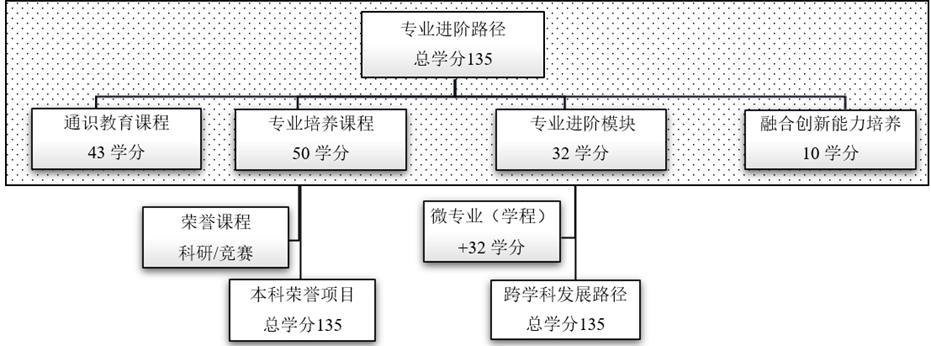 专业进阶路径
总学分135
通识教育课程
43 学分
专业培养课程
50 学分
专业进阶模块
32 学分
融合创新能力培养
10 学分
荣誉课程
科研/竞赛
微专业（学程）
+32 学分
本科荣誉项目
总学分135
跨学科发展路径
总学分135